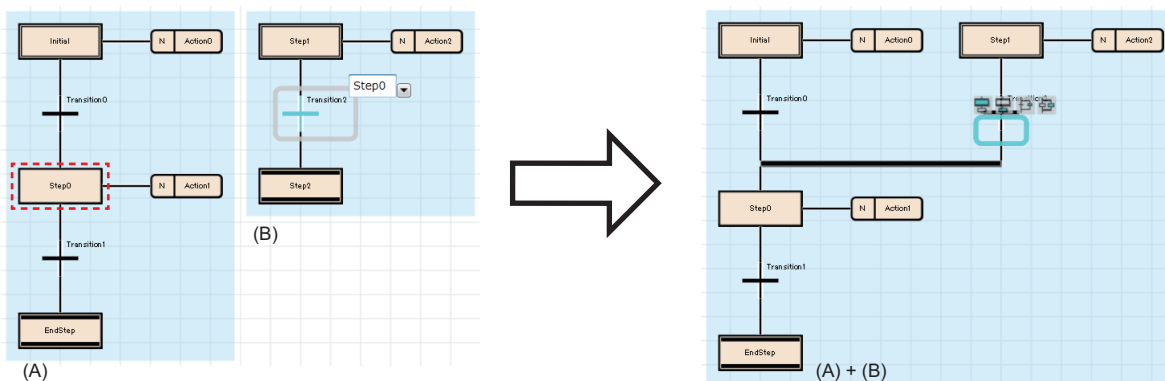 Initial
N Action0
Transition0
Step0
N Action1
Transition1
EndStep
(A)
Step1
N Action2
Transition2
Step0
Step2
(B)
Initial
N Action0
Transition0
Step1
N Action2
Step0
N Action1
Transition1
EndStep
(A) + (B)